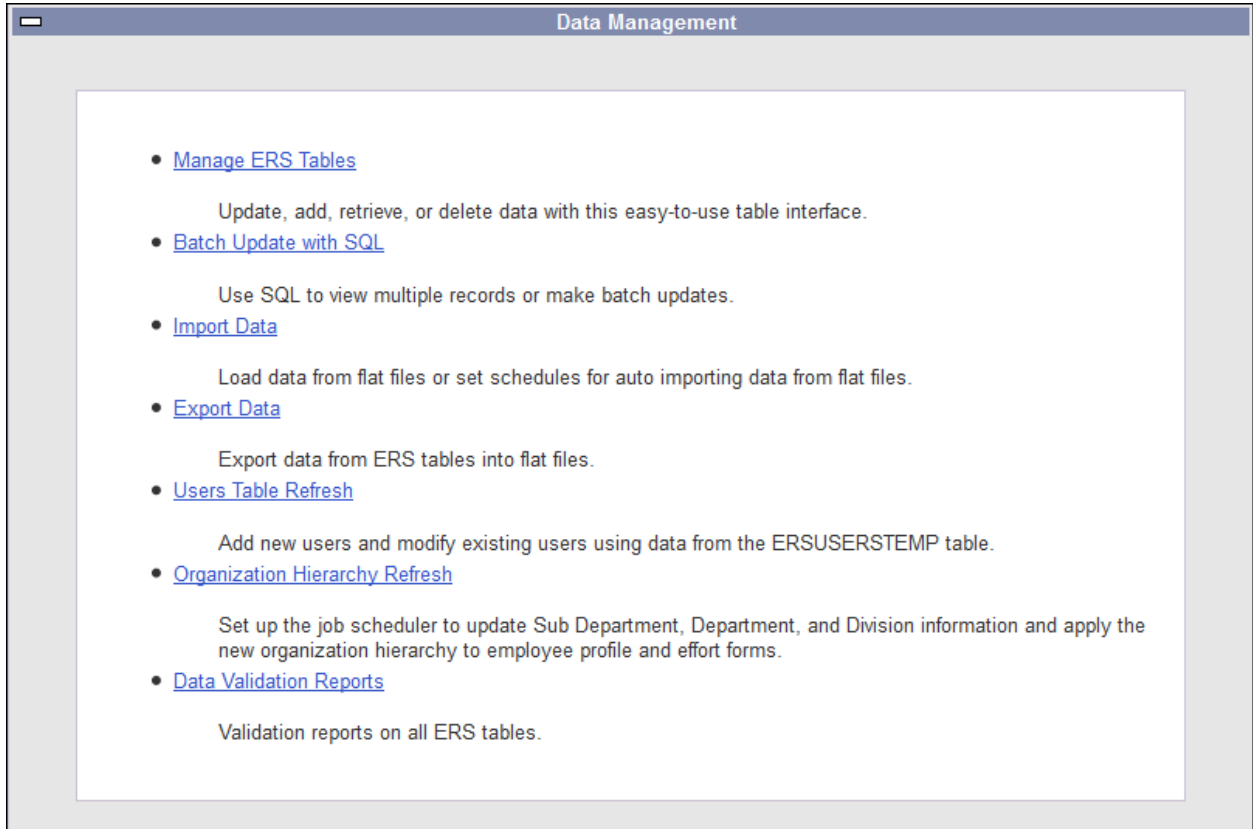 Data Management
Manage ERS Tables
Update, add, retrieve, or delete data with this easy-to-use table interface.
Batch Update with SQL
Use SQL to view multiple records or make batch updates.
Import Data
Load data from flat files or set schedules for auto importing data from flat files.
Export Data
Export data from ERS tables into flat files.
Users Table Refresh
Add new users and modify existing users using data from the ERSUSERSTEMP table.
Organization Hierarchy Refresh
Set up the job scheduler to update Sub Department, Department, and Division information and apply the
new organization hierarchy to employee profile and effort forms.
Data Validation Reports
Validation reports on all ERS tables.